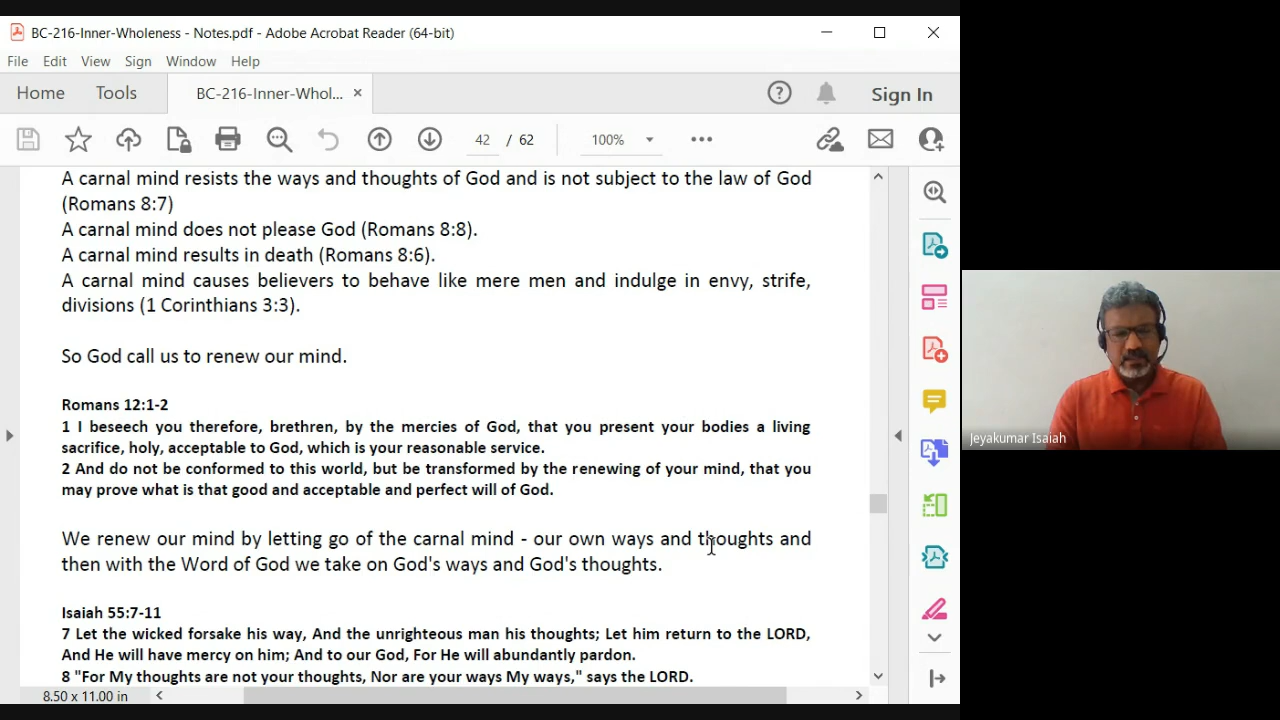 BC-216-Inner-Wholeness - Notes.pdf - Adobe Acrobat Reader (64-bit)
File Edit View Sign Window Help
Home Tools BC-216-Inner-Whol... × Sign In
42 / 62 100%
A carnal mind resists the ways and thoughts of God and is not subject to the law of God
(Romans 8:7)
A carnal mind does not please God (Romans 8:8).
A carnal mind results in death (Romans 8:6).
A carnal mind causes believers to behave like mere men and indulge in envy, strife,
divisions (1 Corinthians 3:3).
So God call us to renew our mind.
Romans 12:1-2
1 I beseech you therefore, brethren, by the mercies of God, that you present your bodies a living
sacrifice, holy, acceptable to God, which is your reasonable service.
2 And do not be conformed to this world, but be transformed by the renewing of your mind, that you
may prove what is that good and acceptable and perfect will of God.
We renew our mind by letting go of the carnal mind - our own ways and thoughts and
then with the Word of God we take on God's ways and God's thoughts.
Isaiah 55:7-11
7 Let the wicked forsake his way, And the unrighteous man his thoughts; Let him return to the LORD,
And He will have mercy on him; And to our God, For He will abundantly pardon.
8 "For My thoughts are not your thoughts, Nor are your ways My ways," says the LORD.
8.50 x 11.00 in
Jeyakumar Isaiah